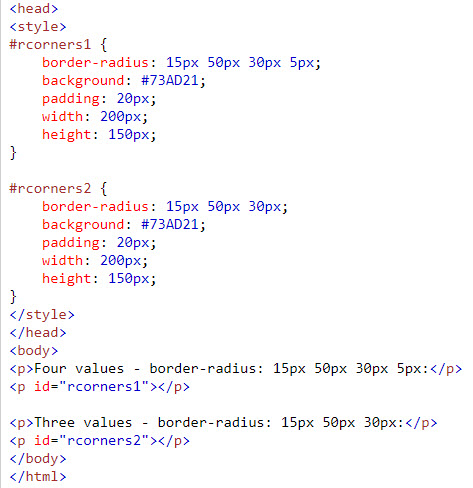 <head>
<style>
#rcorners1 {
    border-radius: 15px 50px 30px 5px;
    background: #73AD21;
    padding: 20px;
    width: 200px;
    height: 150px;
}

#rcorners2 {
    border-radius: 15px 50px 30px;
    background: #73AD21;
    padding: 20px;
    width: 200px;
    height: 150px;
}
</style>
</head>
<body>
<p>Four values - border-radius: 15px 50px 30px 5px:</p>
<p id="rcorners1"></p>

<p>Three values - border-radius: 15px 50px 30px:</p>
<p id="rcorners2"></p>
</body>
</html>